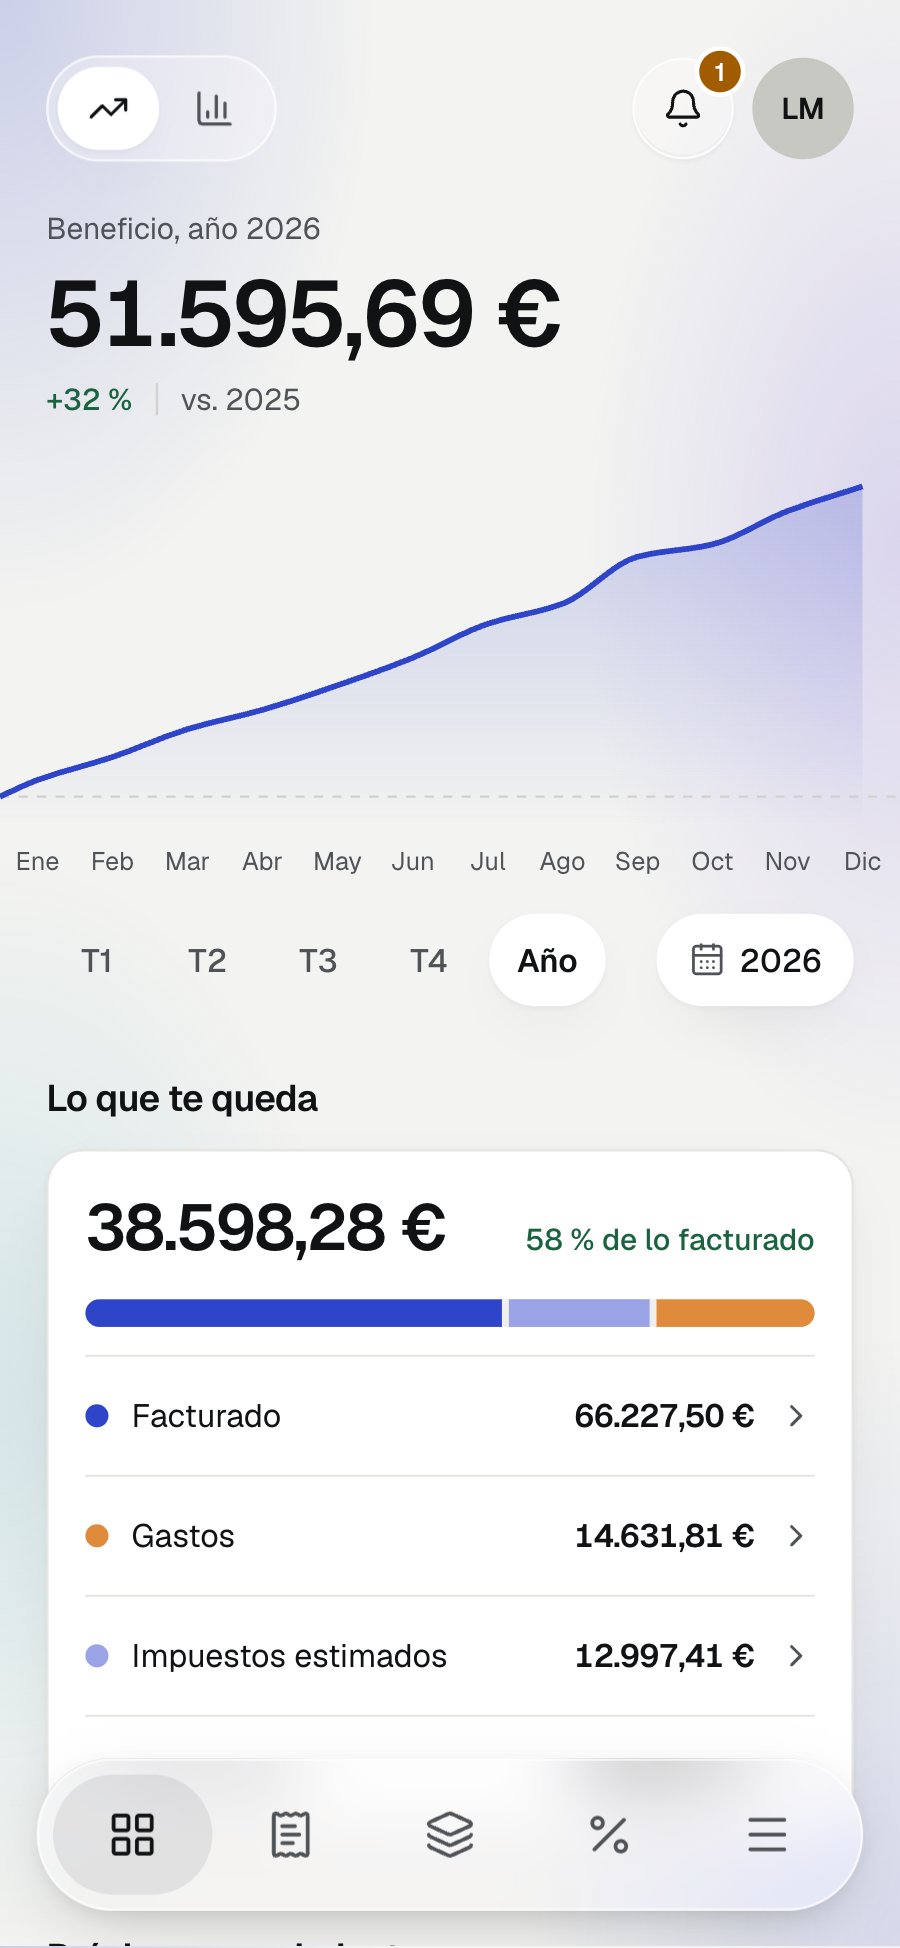 1
LM
Beneficio, año 2026
51.595,69 €
+32 % vs. 2025
Ene Feb Mar Abr May Jun Jul Ago Sep Oct Nov Dic
T1 T2 T3 T4 Año 2026
Lo que te queda
38.598,28 € 58 % de lo facturado
Facturado 66.227,50 €
Gastos 14.631,81 €
Impuestos estimados 12.997,41 €